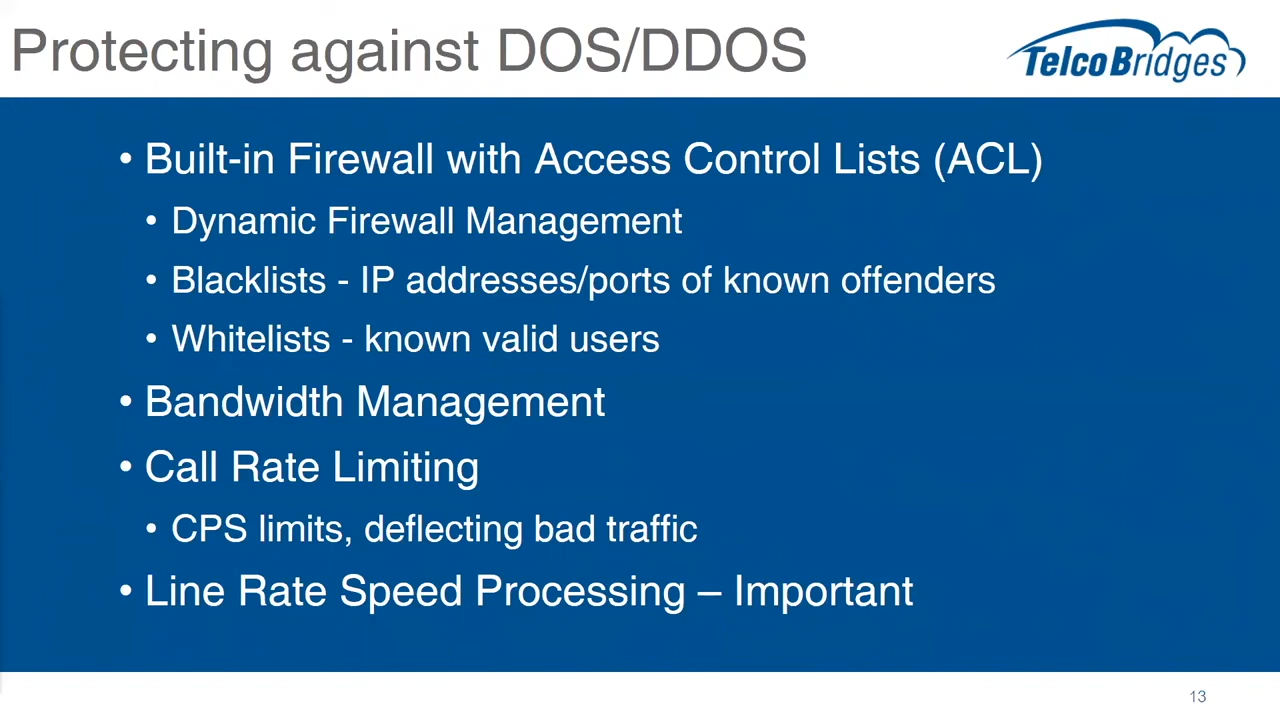 Protecting against DOS/DDOS
TelcoBridges
• Built-in Firewall with Access Control Lists (ACL)
• Dynamic Firewall Management
• Blacklists - IP addresses/ports of known offenders
• Whitelists - known valid users
• Bandwidth Management
• Call Rate Limiting
• CPS limits, deflecting bad traffic
• Line Rate Speed Processing – Important
13